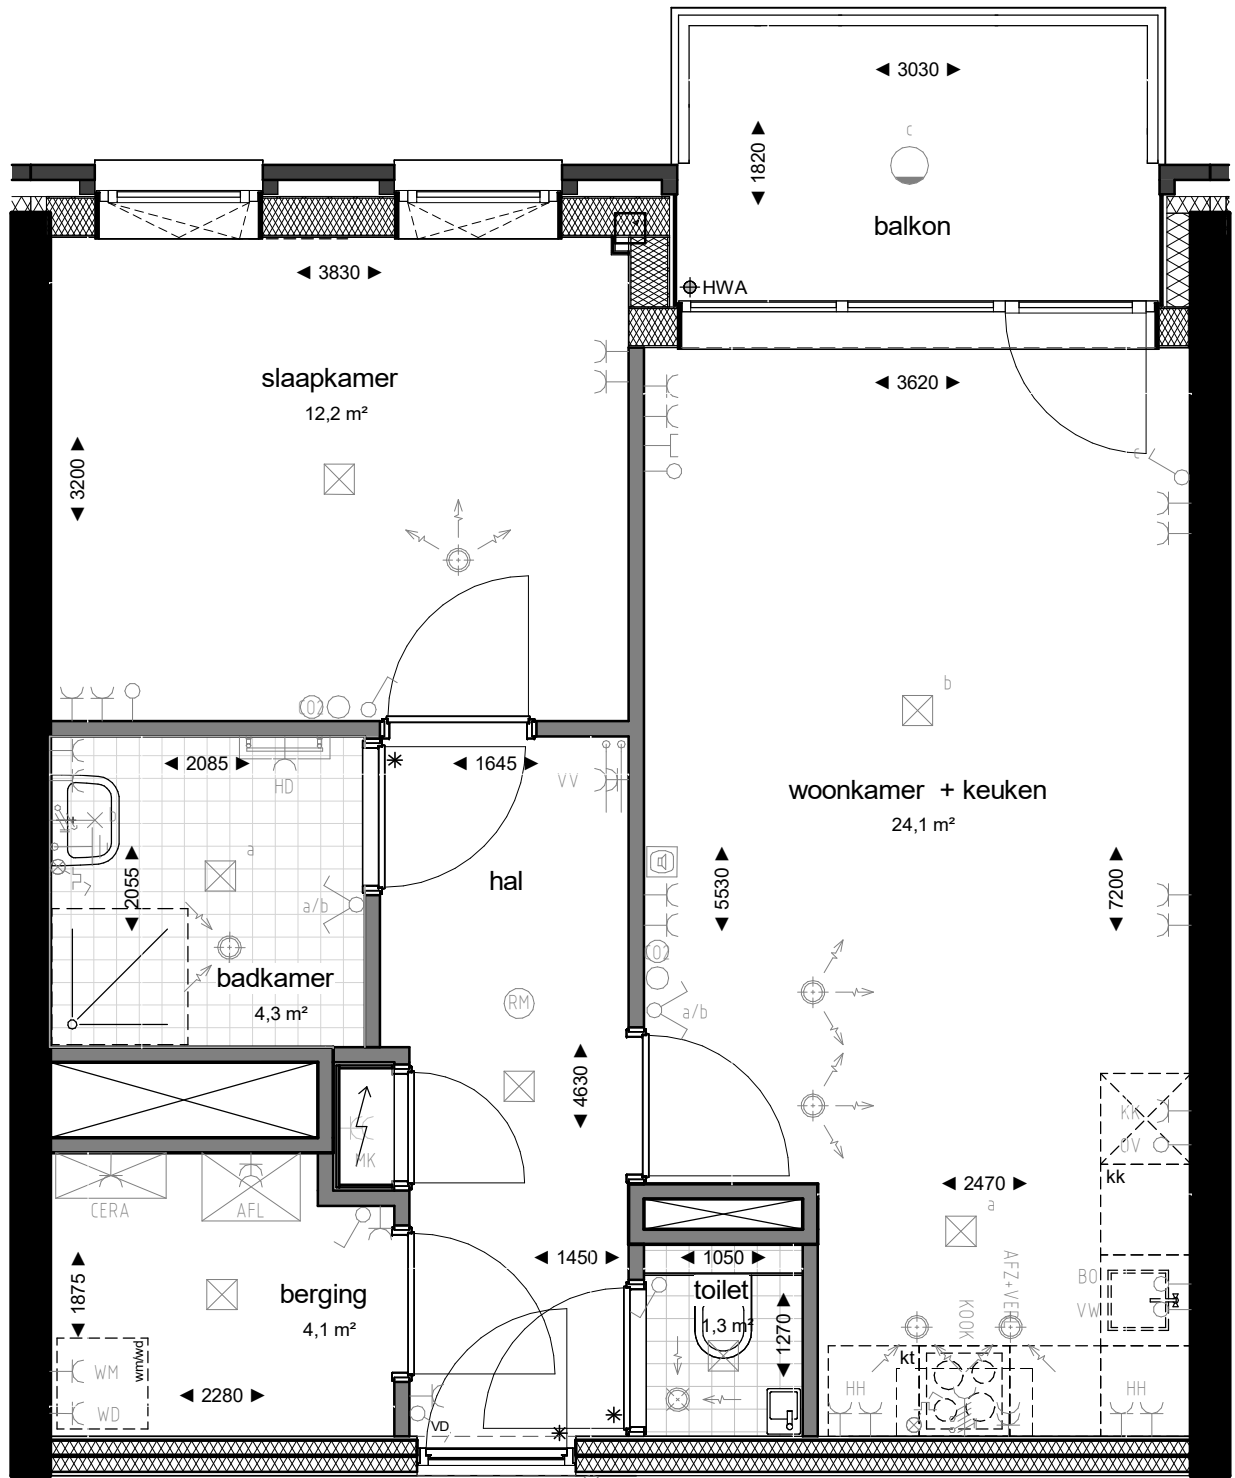 ◄ 3030 ►
c
◄ 1820 ►
balkon
HWA
◄ 3830 ►
slaapkamer
12,2 m²
◄ 3620 ►
◄ 3200 ►
c
CO2
b
◄ 2085 ►
HD
◄ 1645 ►
VV
woonkamer + keuken
24,1 m²
b
a
◄ 2055 ►
hal
a/b
◄ 5530 ►
◄ 7200 ►
CO2
badkamer
4,3 m²
RM
a/b
◄ 4630 ►
MK
KK
OV
kk
◄ 2470 ►
a
CERA
AFL
◄ 1450 ►
◄ 1050 ►
AFZ+VER
BO
VW
◄ 1875 ►
berging
4,1 m²
toilet
1,3 m²
◄ 1270 ►
KOOK
kt
WM
wm/wd
WD
◄ 2280 ►
VD
HH
HH